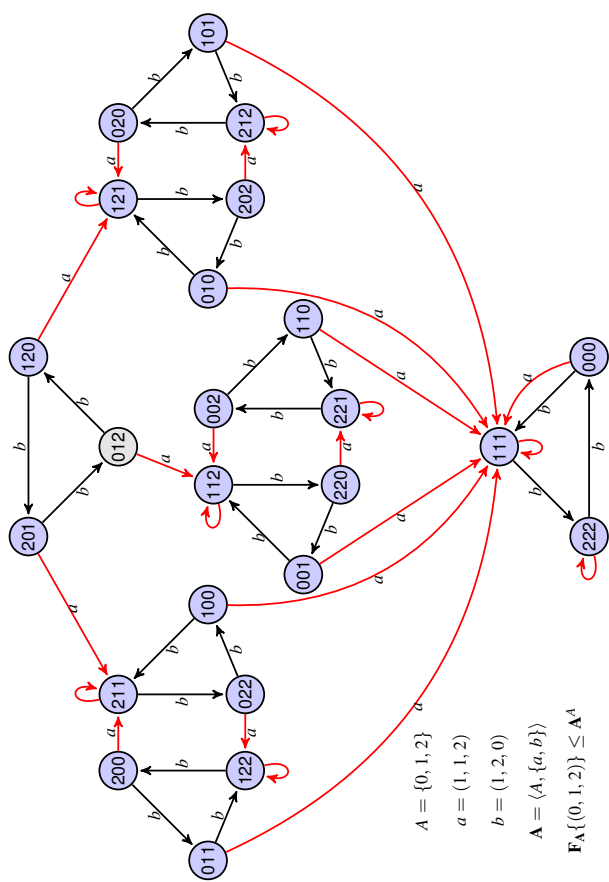 b
201 120
a b b a
200 a 211 012 121 a 020
b b
b b b a b b b
011 100 112 a 002 010 101
b b b b
122 a 022 202 a 212
b b
b b
001 110
b b
220 a 221
a a
a a
a a
A = {0, 1, 2}
a = (1, 1, 2)
b = (1, 2, 0)
𝐀 = ⟨A, {a, b}⟩
𝐅_𝐀{(0, 1, 2)} ≤ 𝐀^A
111
b b a
222 b 000